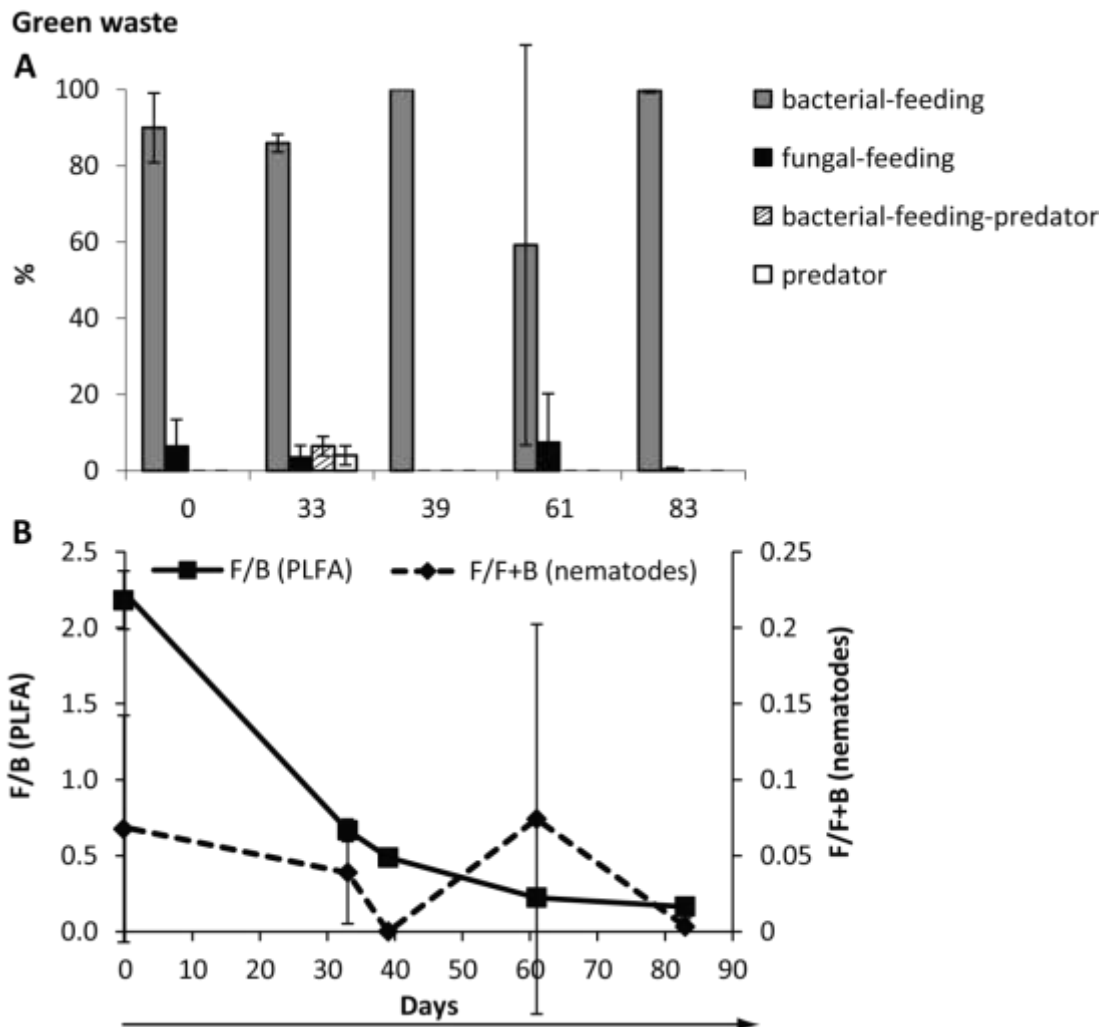 Green waste
A
100
80
60
40
20
0
%
0 33 39 61 83
bacterial-feeding
fungal-feeding
bacterial-feeding-predator
predator
B
F/B (PLFA) F/F+B (nematodes)
2.5
2.0
1.5
1.0
0.5
0.0
F/B (PLFA)
0.25
0.2
0.15
0.1
0.05
0
F/F+B (nematodes)
0 10 20 30 40 50 60 70 80 90
Days